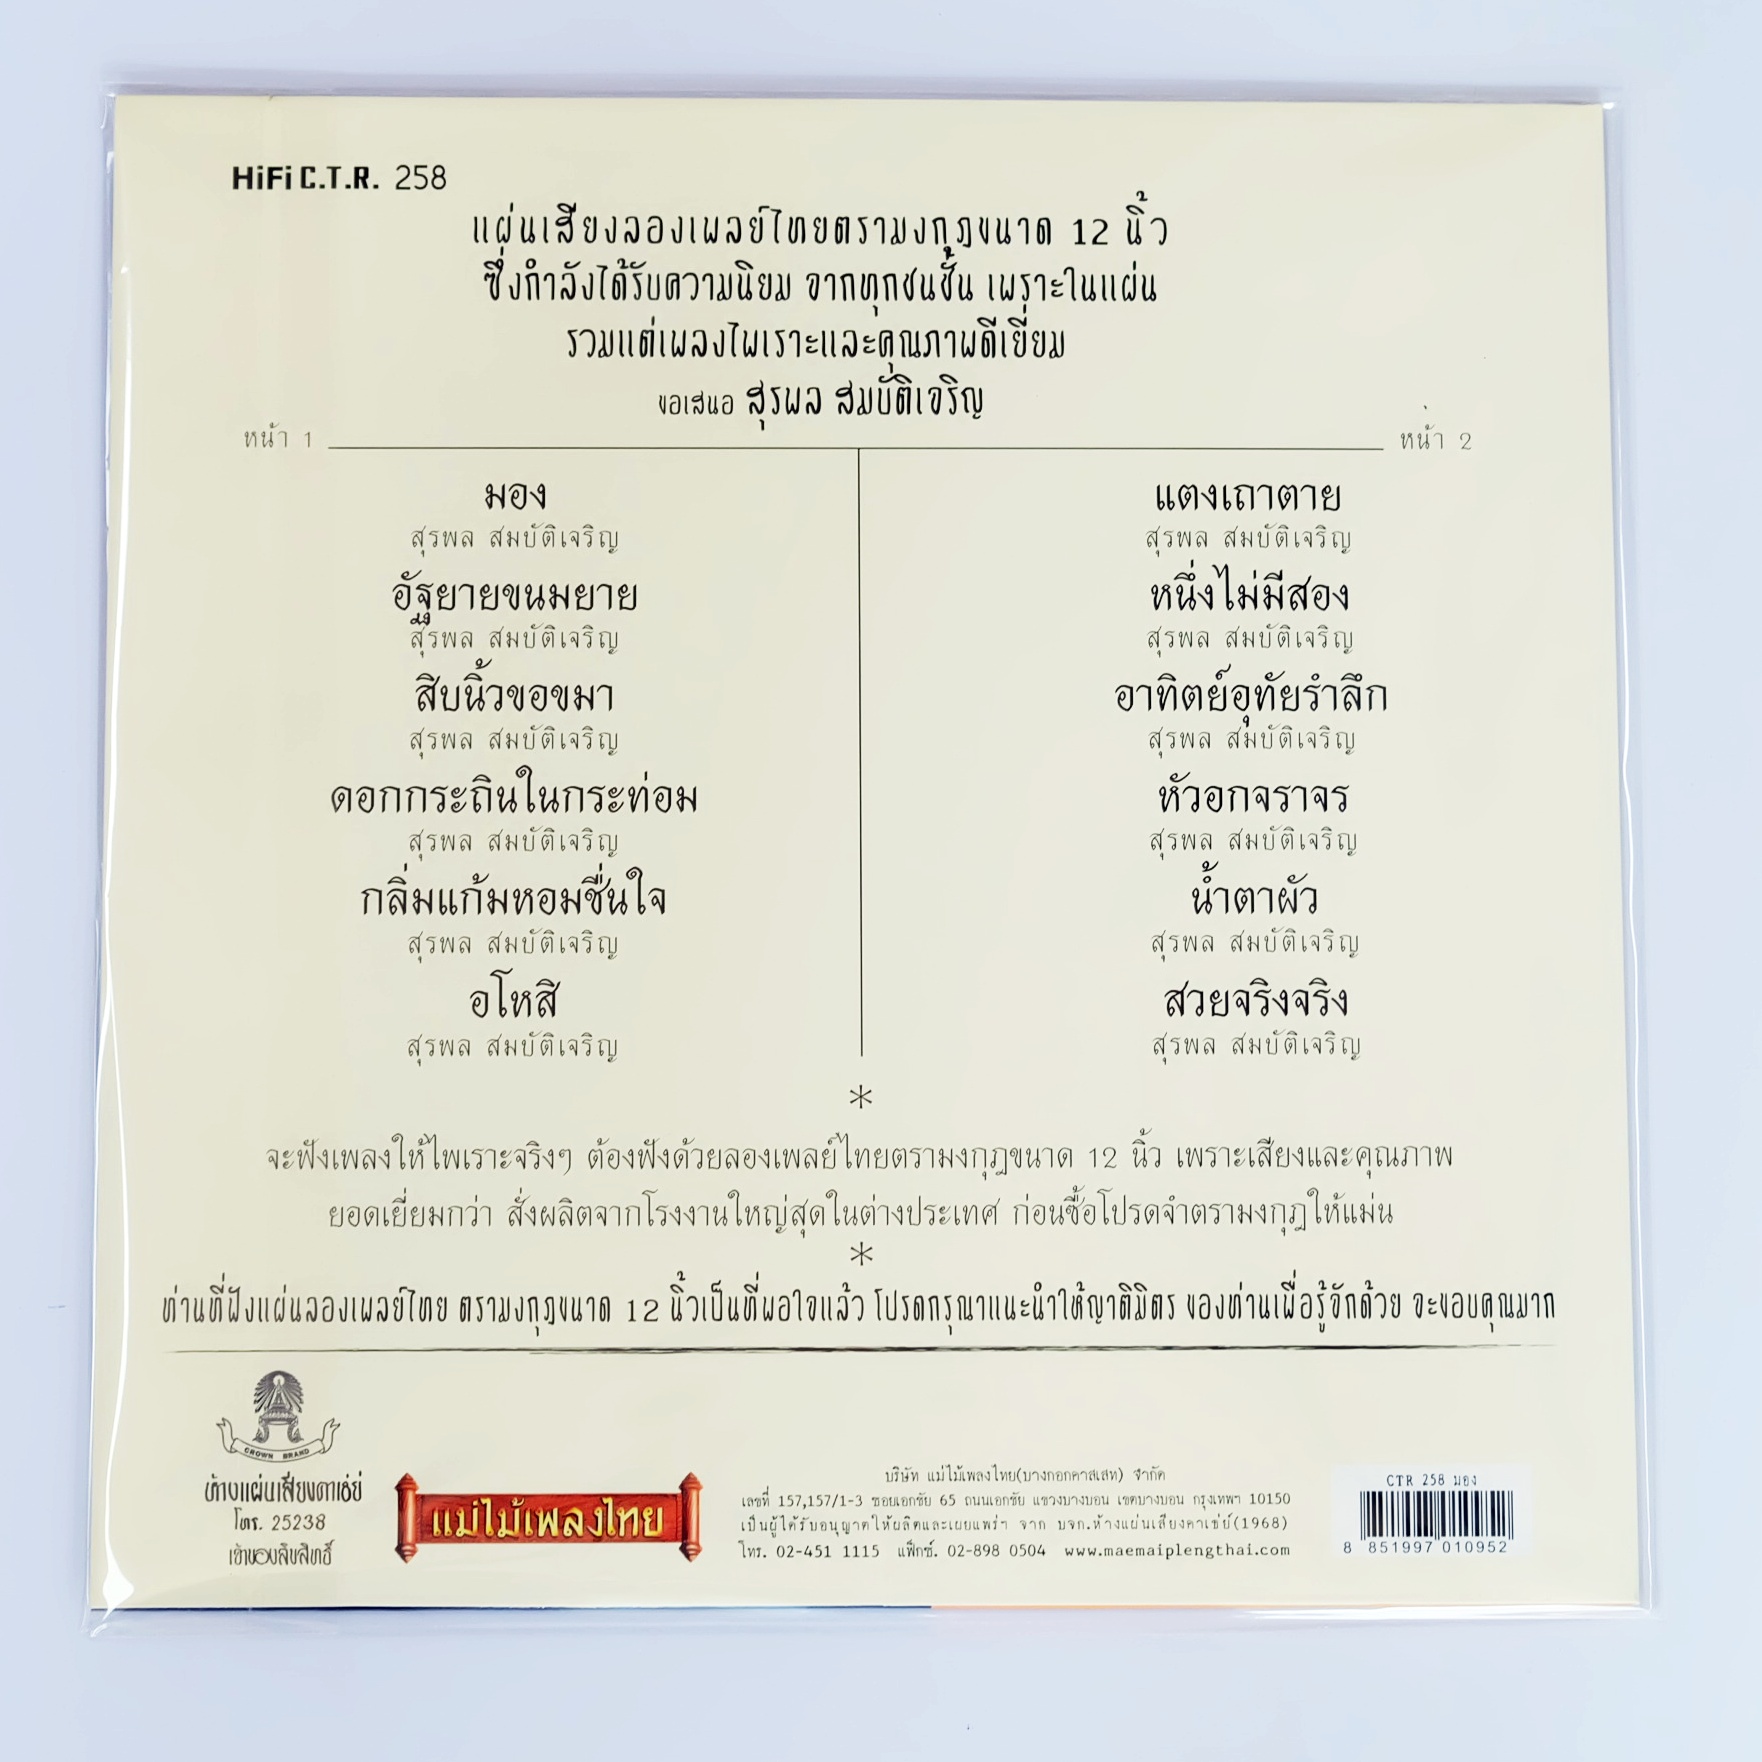 HiFi C.T.R. 258
แผ่นเสียงลองเพลย์ไทยตรามงกุฎขนาด 12 นิ้ว
ซึ่งกำลังได้รับความนิยม จากทุกชนชั้น เพราะในแผ่น
รวมแต่เพลงไพเราะและคุณภาพดีเยี่ยม
ขอเสนอ สุรพล สมบัติเจริญ
หน้า 1
หน้า 2
มอง
สุรพล สมบัติเจริญ
อัฐยายขนมยาย
สุรพล สมบัติเจริญ
สิบนิ้วขอขมา
สุรพล สมบัติเจริญ
ดอกกระถินในกระท่อม
สุรพล สมบัติเจริญ
กลิ่มแก้มหอมชื่นใจ
สุรพล สมบัติเจริญ
อโหสิ
สุรพล สมบัติเจริญ
แตงเถาตาย
สุรพล สมบัติเจริญ
หนึ่งไม่มีสอง
สุรพล สมบัติเจริญ
อาทิตย์อุทัยรำลึก
สุรพล สมบัติเจริญ
หัวอกจราจร
สุรพล สมบัติเจริญ
น้ำตาผัว
สุรพล สมบัติเจริญ
สวยจริงจริง
สุรพล สมบัติเจริญ
*
จะฟังเพลงให้ไพเราะจริงๆ ต้องฟังด้วยลองเพลย์ไทยตรามงกุฎขนาด 12 นิ้ว เพราะเสียงและคุณภาพ
ยอดเยี่ยมกว่า สั่งผลิตจากโรงงานใหญ่สุดในต่างประเทศ ก่อนซื้อโปรดจำตรามงกุฎให้แม่น
*
ท่านที่ฟังแผ่นลองเพลย์ไทย ตรามงกุฎขนาด 12 นิ้วเป็นที่พอใจแล้ว โปรดกรุณาแนะนำให้ญาติมิตร ของท่านเพื่อรู้จักด้วย จะขอบคุณมาก
CROWN BRAND
ห้างแผ่นเสียงคาเธ่ย์
โทร. 25238
เจ้าของลิขสิทธิ์
แม่ไม้เพลงไทย
บริษัท แม่ไม้เพลงไทย(บางกอกคาสเสท) จำกัด
เลขที่ 157,157/1-3 ซอยเอกชัย 65 ถนนเอกชัย แขวงบางบอน เขตบางบอน กรุงเทพฯ 10150
เป็นผู้ได้รับอนุญาตให้ผลิตและเผยแพร่ฯ จาก บจก.ห้างแผ่นเสียงคาเซ่ย์(1968)
โทร. 02-451 1115 แฟ็กซ์. 02-898 0504 www.maemaiplengthai.com
CTR 258 มอง
8 851997 010952